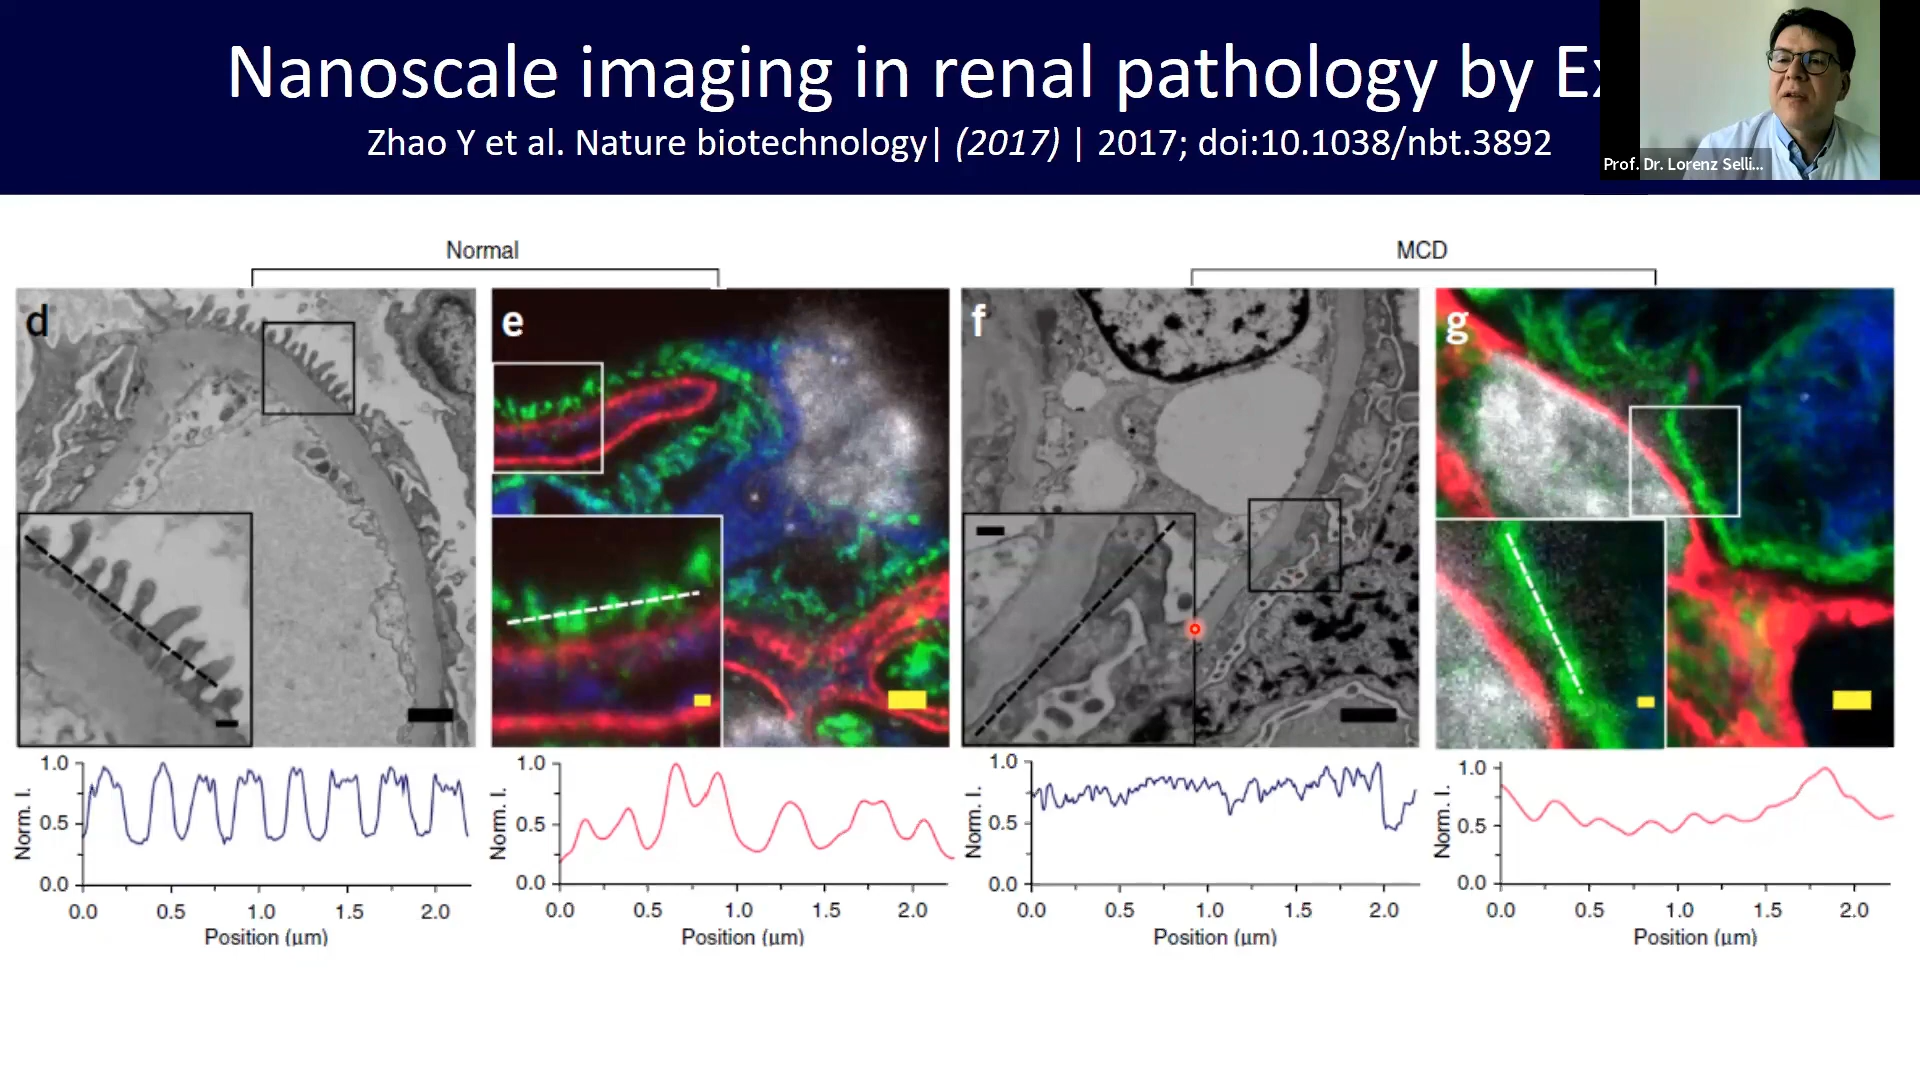 Nanoscale imaging in renal pathology by Ex
Zhao Y et al. Nature biotechnology| (2017) | 2017; doi:10.1038/nbt.3892
Prof. Dr. Lorenz Selli...
Normal
MCD
d
e
f
g
Norm. I.
1.0
0.5
0.0
0.0 0.5 1.0 1.5 2.0
Position (µm)
Norm. I.
1.0
0.5
0.0
0.0 0.5 1.0 1.5 2.0
Position (µm)
Norm. I.
1.0
0.5
0.0
0.0 0.5 1.0 1.5 2.0
Position (µm)
Norm. I.
1.0
0.5
0.0
0.0 0.5 1.0 1.5 2.0
Position (µm)